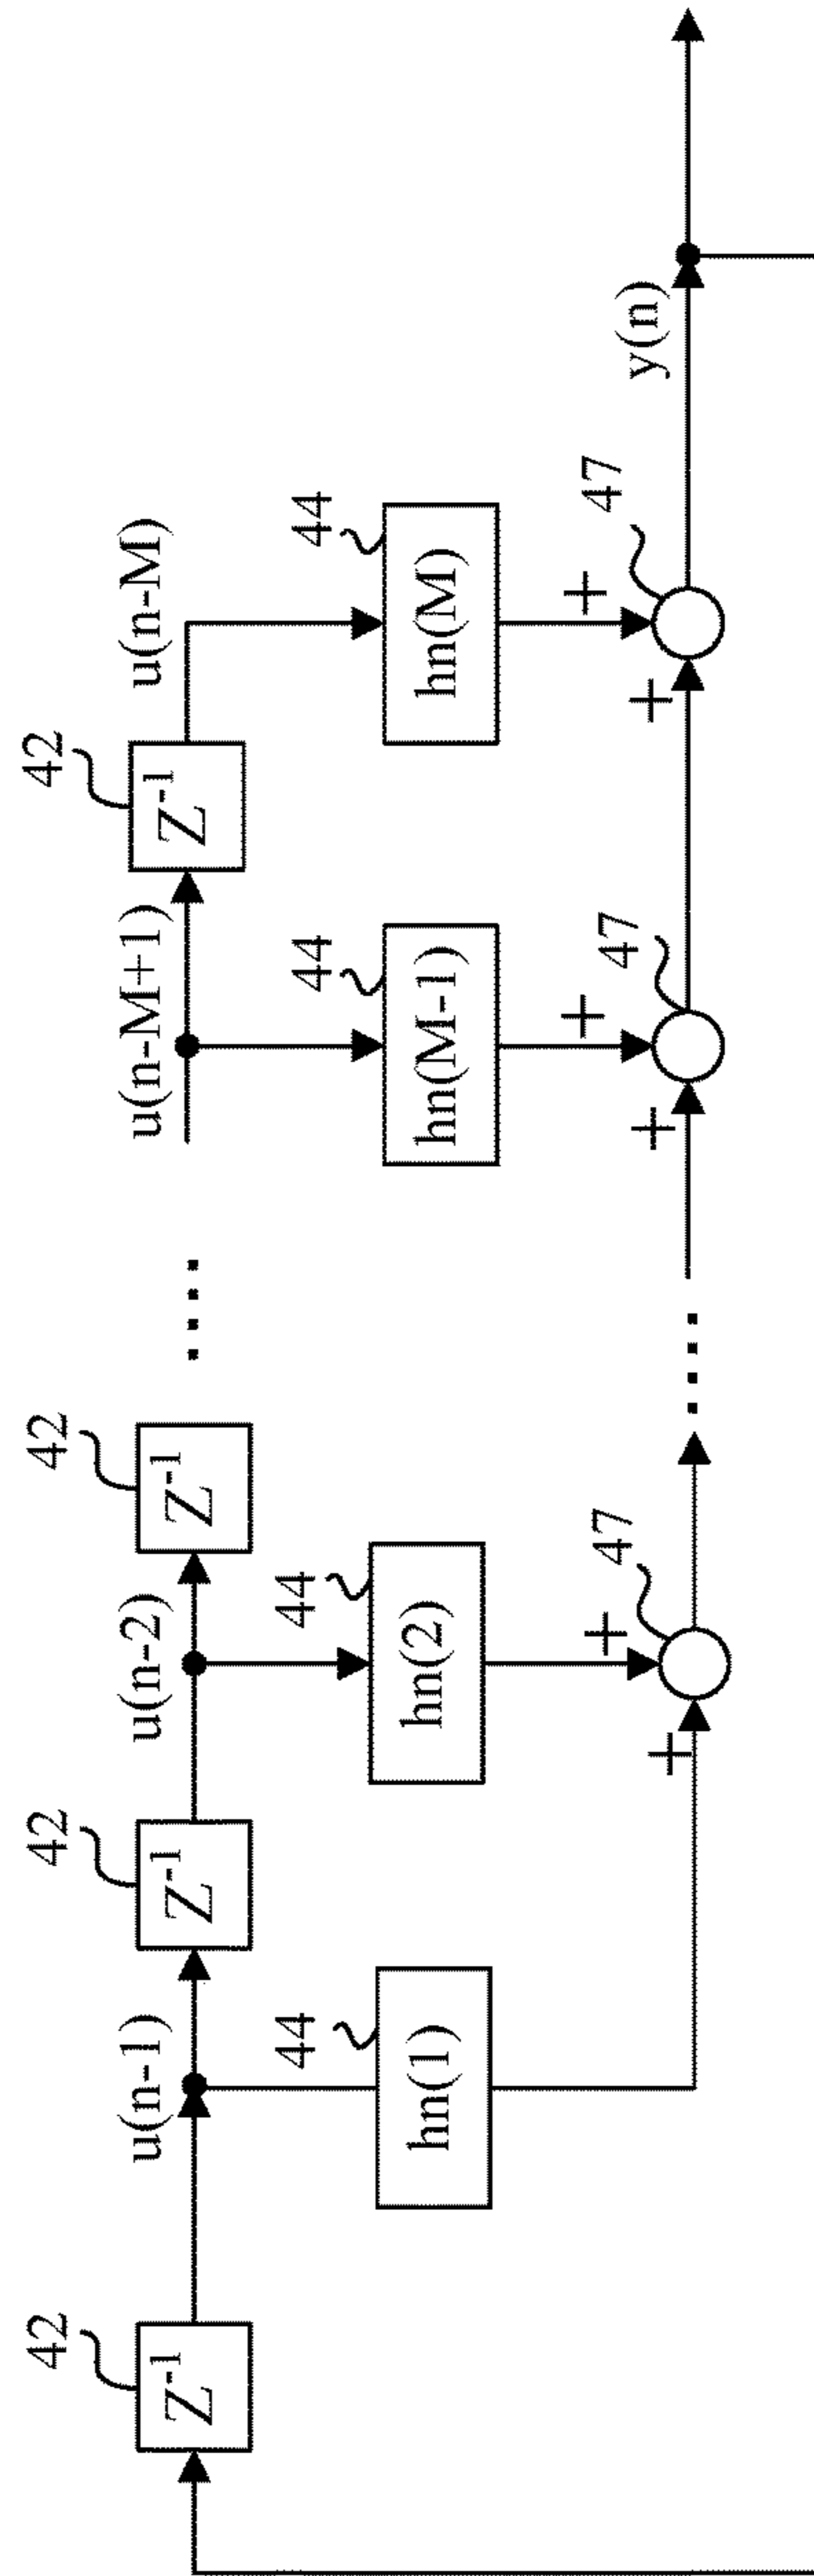 42
Z⁻¹
u(n-1)
42
Z⁻¹
u(n-2)
42
Z⁻¹
.....
u(n-M+1)
42
Z⁻¹
u(n-M)
44
hn(1)
44
hn(2)
44
hn(M-1)
44
hn(M)
+
+
47
....
+
+
47
+
+
47
y(n)